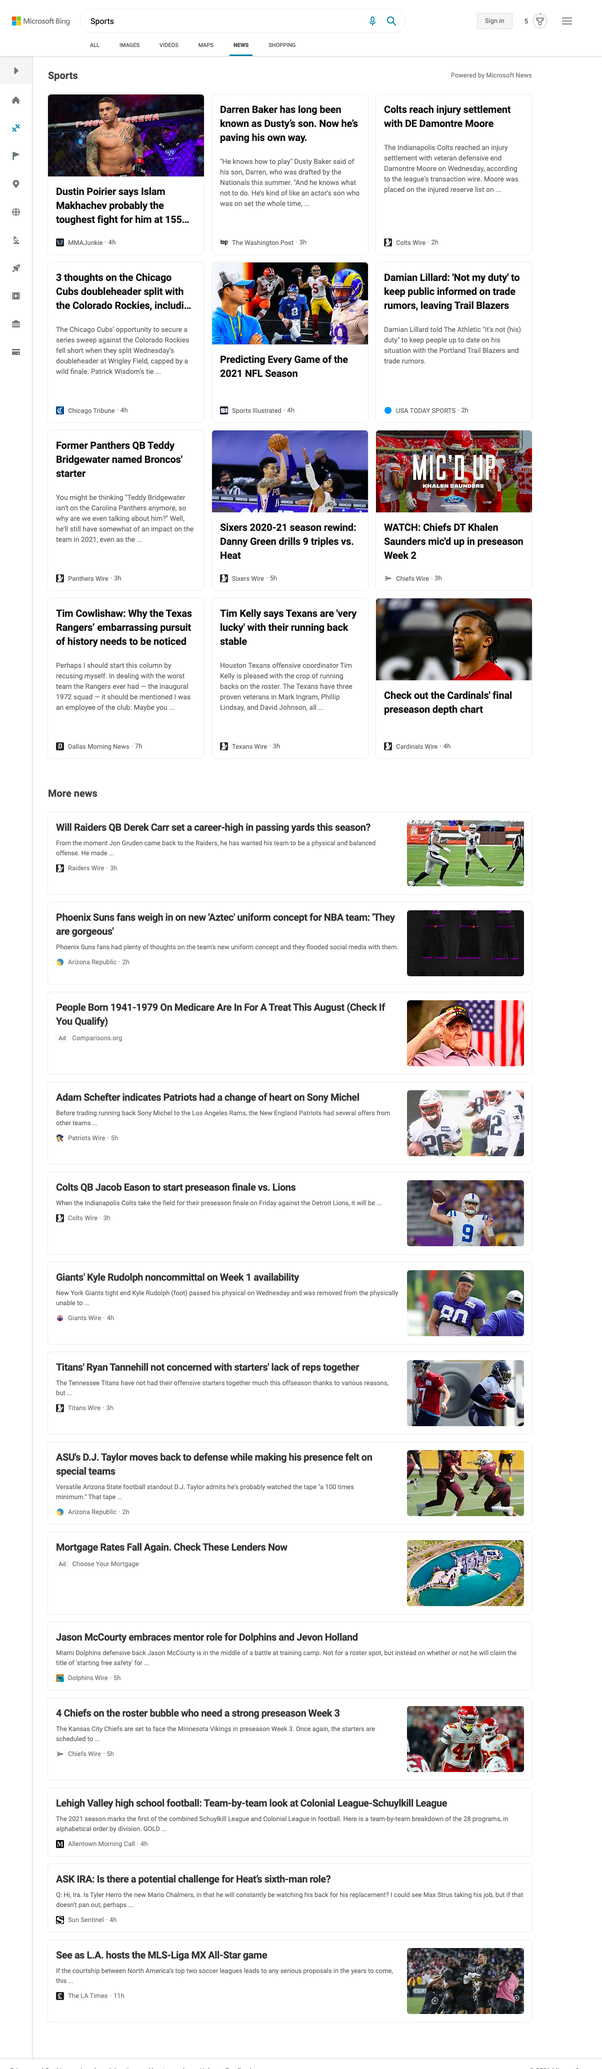 Microsoft Bing
Sports
Sign in
5
ALL IMAGES VIDEOS MAPS NEWS SHOPPING
Sports
Powered by Microsoft News
Dustin Poirier says Islam
Makhachev probably the
toughest fight for him at 155...
MMAJunkie · 4h
Darren Baker has long been
known as Dusty's son. Now he's
paving his own way.
"He knows how to play" Dusty Baker said of
his son, Darren, who was drafted by the
Nationals this summer. "And he knows what
not to do. He's kind of like an actor's son who
was on set the whole time, ...
The Washington Post · 3h
Colts reach injury settlement
with DE Damontre Moore
The Indianapolis Colts reached an injury
settlement with veteran defensive end
Damontre Moore on Wednesday, according
to the league's transaction wire. Moore was
placed on the injured reserve list on ...
Colts Wire · 2h
3 thoughts on the Chicago
Cubs doubleheader split with
the Colorado Rockies, includi...
The Chicago Cubs' opportunity to secure a
series sweep against the Colorado Rockies
fell short when they split Wednesday's
doubleheader at Wrigley Field, capped by a
wild finale. Patrick Wisdom's tie ...
Chicago Tribune · 4h
Predicting Every Game of the
2021 NFL Season
Sports Illustrated · 4h
Damian Lillard: 'Not my duty' to
keep public informed on trade
rumors, leaving Trail Blazers
Damian Lillard told The Athletic "it's not (his)
duty" to keep people up to date on his
situation with the Portland Trail Blazers and
trade rumors.
USA TODAY SPORTS · 2h
Former Panthers QB Teddy
Bridgewater named Broncos'
starter
You might be thinking "Teddy Bridgewater
isn't on the Carolina Panthers anymore, so
why are we even talking about him?" Well,
he'll still have somewhat of an impact on the
team in 2021, even as the ...
Panthers Wire · 3h
Sixers 2020-21 season rewind:
Danny Green drills 9 triples vs.
Heat
Sixers Wire · 5h
MIC'D UP
KHALEN SAUNDERS
WATCH: Chiefs DT Khalen
Saunders mic'd up in preseason
Week 2
Chiefs Wire · 3h
Tim Cowlishaw: Why the Texas
Rangers' embarrassing pursuit
of history needs to be noticed
Perhaps I should start this column by
recusing myself. In dealing with the worst
team the Rangers ever had — the inaugural
1972 squad — it should be mentioned I was
an employee of the club. Maybe you ...
Dallas Morning News · 7h
Tim Kelly says Texans are 'very
lucky' with their running back
stable
Houston Texans offensive coordinator Tim
Kelly is pleased with the crop of running
backs on the roster. The Texans have three
proven veterans in Mark Ingram, Phillip
Lindsay, and David Johnson, all ...
Texans Wire · 3h
Check out the Cardinals' final
preseason depth chart
Cardinals Wire · 4h
More news
Will Raiders QB Derek Carr set a career-high in passing yards this season?
From the moment Jon Gruden came back to the Raiders, he has wanted his team to be a physical and balanced
offense. He made ...
Raiders Wire · 3h
Phoenix Suns fans weigh in on new 'Aztec' uniform concept for NBA team: 'They
are gorgeous'
Phoenix Suns fans had plenty of thoughts on the team's new uniform concept and they flooded social media with them.
Arizona Republic · 2h
People Born 1941-1979 On Medicare Are In For A Treat This August (Check If
You Qualify)
Ad Comparisons.org
Adam Schefter indicates Patriots had a change of heart on Sony Michel
Before trading running back Sony Michel to the Los Angeles Rams, the New England Patriots had several offers from
other teams ...
Patriots Wire · 5h
Colts QB Jacob Eason to start preseason finale vs. Lions
When the Indianapolis Colts take the field for their preseason finale on Friday against the Detroit Lions, it will be ...
Colts Wire · 3h
Giants' Kyle Rudolph noncommittal on Week 1 availability
New York Giants tight end Kyle Rudolph (foot) passed his physical on Wednesday and was removed from the physically
unable to ...
Giants Wire · 4h
Titans' Ryan Tannehill not concerned with starters' lack of reps together
The Tennessee Titans have not had their offensive starters together much this offseason thanks to various reasons,
but ...
Titans Wire · 3h
ASU's D.J. Taylor moves back to defense while making his presence felt on
special teams
Versatile Arizona State football standout D.J. Taylor admits he's probably watched the tape "a 100 times
minimum." That tape ...
Arizona Republic · 2h
Mortgage Rates Fall Again. Check These Lenders Now
Ad Choose Your Mortgage
Jason McCourty embraces mentor role for Dolphins and Jevon Holland
Miami Dolphins defensive back Jason McCourty is in the middle of a battle at training camp. Not for a roster spot, but instead on whether or not he will claim the
title of 'starting free safety' for ...
Dolphins Wire · 5h
4 Chiefs on the roster bubble who need a strong preseason Week 3
The Kansas City Chiefs are set to face the Minnesota Vikings in preseason Week 3. Once again, the starters are
scheduled to ...
Chiefs Wire · 5h
Lehigh Valley high school football: Team-by-team look at Colonial League-Schuylkill League
The 2021 season marks the first of the combined Schuylkill League and Colonial League in football. Here is a team-by-team breakdown of the 28 programs, in
alphabetical order by division. GOLD ...
Allentown Morning Call · 4h
ASK IRA: Is there a potential challenge for Heat's sixth-man role?
Q: Hi, Ira. Is Tyler Herro the new Mario Chalmers, in that he will constantly be watching his back for his replacement? I could see Max Strus taking his job, but if that
doesn't pan out, perhaps ...
Sun Sentinel · 4h
See as L.A. hosts the MLS-Liga MX All-Star game
If the courtship between North America's top two soccer leagues leads to any serious proposals in the years to come,
this ...
The LA Times · 11h